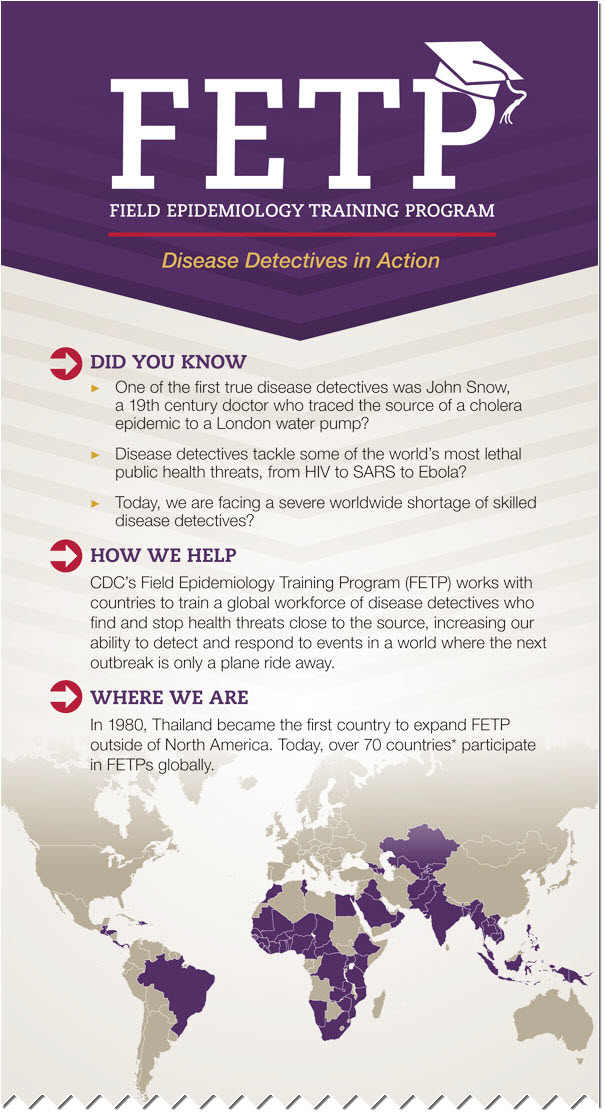 FETP
FIELD EPIDEMIOLOGY TRAINING PROGRAM
Disease Detectives in Action
DID YOU KNOW
► One of the first true disease detectives was John Snow,
a 19th century doctor who traced the source of a cholera
epidemic to a London water pump?
► Disease detectives tackle some of the world's most lethal
public health threats, from HIV to SARS to Ebola?
► Today, we are facing a severe worldwide shortage of skilled
disease detectives?
HOW WE HELP
CDC's Field Epidemiology Training Program (FETP) works with
countries to train a global workforce of disease detectives who
find and stop health threats close to the source, increasing our
ability to detect and respond to events in a world where the next
outbreak is only a plane ride away.
WHERE WE ARE
In 1980, Thailand became the first country to expand FETP
outside of North America. Today, over 70 countries* participate
in FETPs globally.